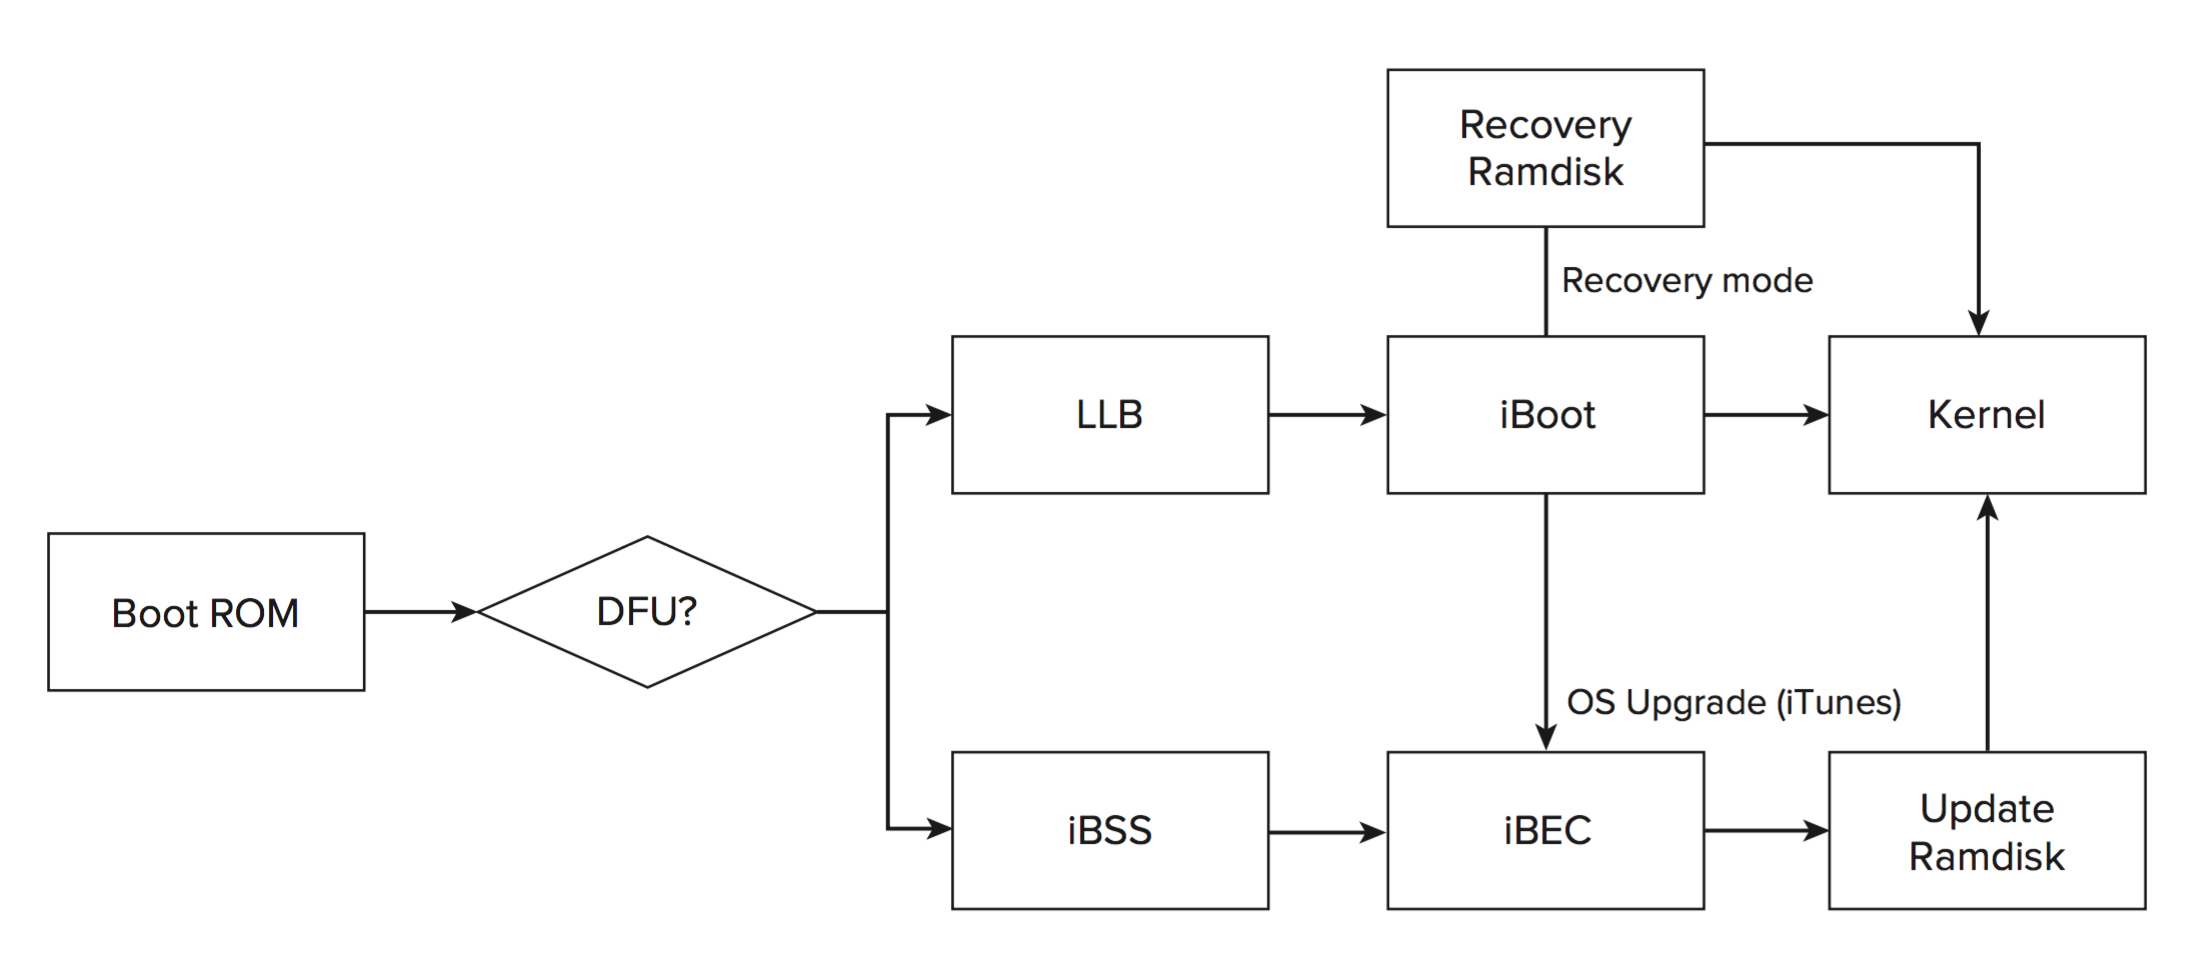 Recovery
Ramdisk
Recovery mode
LLB
iBoot
Kernel
Boot ROM
DFU?
OS Upgrade (iTunes)
iBSS
iBEC
Update
Ramdisk